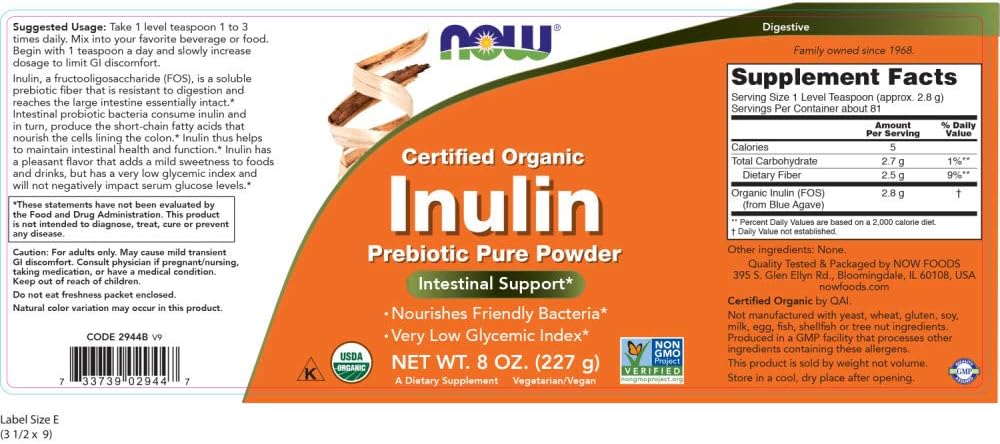 Suggested Usage: Take 1 level teaspoon 1 to 3
times daily. Mix into your favorite beverage or food.
Begin with 1 teaspoon a day and slowly increase
dosage to limit GI discomfort.
Inulin, a fructooligosaccharide (FOS), is a soluble
prebiotic fiber that is resistant to digestion and
reaches the large intestine essentially intact.*
Intestinal probiotic bacteria consume inulin and
in turn, produce the short-chain fatty acids that
nourish the cells lining the colon.* Inulin thus helps
to maintain intestinal health and function.* Inulin has
a pleasant flavor that adds a mild sweetness to foods
and drinks, but has a very low glycemic index and
will not negatively impact serum glucose levels.*
*These statements have not been evaluated by
the Food and Drug Administration. This product
is not intended to diagnose, treat, cure or prevent
any disease.
Caution: For adults only. May cause mild transient
GI discomfort. Consult physician if pregnant/nursing,
taking medication, or have a medical condition.
Keep out of reach of children.
Do not eat freshness packet enclosed.
Natural color variation may occur in this product.
CODE 2944B V9
7 33739 02944 7
Label Size E
(3 1/2 x 9)
now®
Certified Organic
Inulin
Prebiotic Pure Powder
Intestinal Support*
• Nourishes Friendly Bacteria*
• Very Low Glycemic Index*
NET WT. 8 OZ. (227 g)
A Dietary Supplement Vegetarian/Vegan
K
USDA
ORGANIC
NON
GMO
Project
VERIFIED
nongmoproject.org
Digestive
Family owned since 1968.
Supplement Facts
Serving Size 1 Level Teaspoon (approx. 2.8 g)
Servings Per Container about 81
Amount Per Serving % Daily Value
Calories 5
Total Carbohydrate 2.7 g 1%**
Dietary Fiber 2.5 g 9%**
Organic Inulin (FOS) 2.8 g †
(from Blue Agave)
** Percent Daily Values are based on a 2,000 calorie diet.
† Daily Value not established.
Other ingredients: None.
Quality Tested & Packaged by NOW FOODS
395 S. Glen Ellyn Rd., Bloomingdale, IL 60108, USA
nowfoods.com
Certified Organic by QAI.
Not manufactured with yeast, wheat, gluten, soy,
milk, egg, fish, shellfish or tree nut ingredients.
Produced in a GMP facility that processes other
ingredients containing these allergens.
This product is sold by weight not volume.
Store in a cool, dry place after opening.
GMP